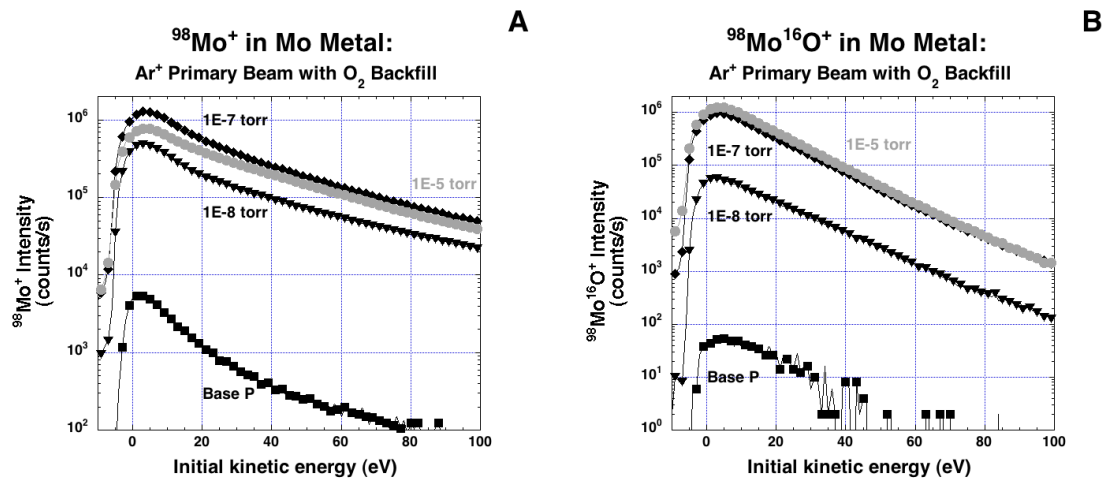 A
⁹⁸Mo⁺ in Mo Metal:
Ar⁺ Primary Beam with O₂ Backfill
⁹⁸Mo⁺ Intensity
(counts/s)
10⁶
10⁵
10⁴
10³
10²
1E-7 torr
1E-5 torr
1E-8 torr
Base P
0 20 40 60 80 100
Initial kinetic energy (eV)
B
⁹⁸Mo¹⁶O⁺ in Mo Metal:
Ar⁺ Primary Beam with O₂ Backfill
⁹⁸Mo¹⁶O⁺ Intensity
(counts/s)
10⁶
10⁵
10⁴
10³
10²
10¹
10⁰
1E-5 torr
1E-7 torr
1E-8 torr
Base P
0 20 40 60 80 100
Initial kinetic energy (eV)